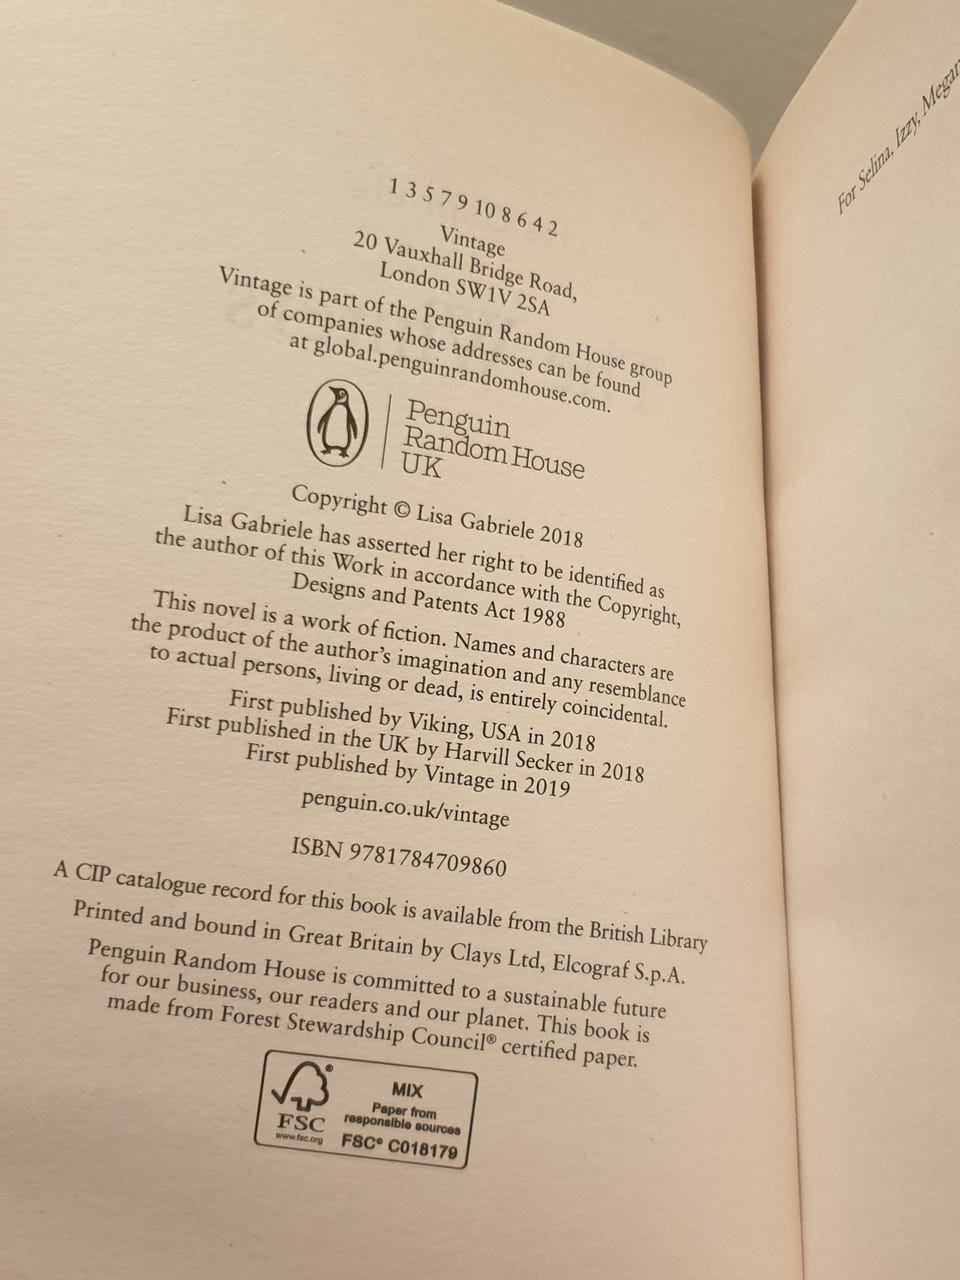 1 3 5 7 9 10 8 6 4 2
Vintage
20 Vauxhall Bridge Road,
London SW1V 2SA
Vintage is part of the Penguin Random House group
of companies whose addresses can be found
at global.penguinrandomhouse.com.
Penguin
Random House
UK
Copyright © Lisa Gabriele 2018
Lisa Gabriele has asserted her right to be identified as
the author of this Work in accordance with the Copyright,
Designs and Patents Act 1988
This novel is a work of fiction. Names and characters are
the product of the author's imagination and any resemblance
to actual persons, living or dead, is entirely coincidental.
First published by Viking, USA in 2018
First published in the UK by Harvill Secker in 2018
First published by Vintage in 2019
penguin.co.uk/vintage
ISBN 9781784709860
A CIP catalogue record for this book is available from the British Library
Printed and bound in Great Britain by Clays Ltd, Elcograf S.p.A.
Penguin Random House is committed to a sustainable future
for our business, our readers and our planet. This book is
made from Forest Stewardship Council® certified paper.
FSC
www.fsc.org
MIX
Paper from
responsible sources
FSC® C018179
For Selina, Izzy, Megan